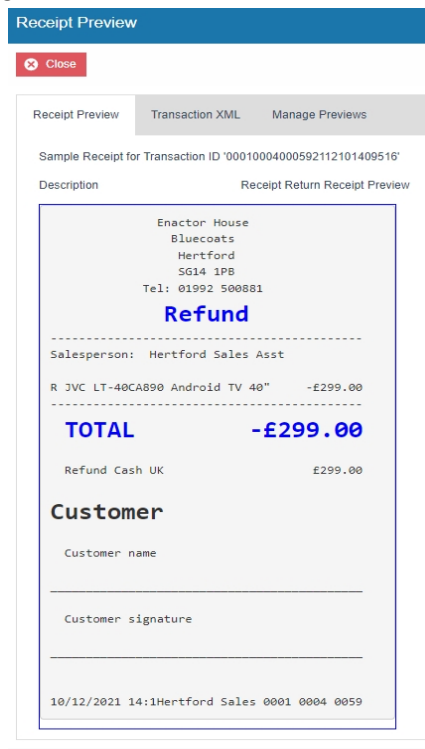 Receipt Preview
Close
Receipt Preview Transaction XML Manage Previews
Sample Receipt for Transaction ID '00010004000592112101409516'
Description Receipt Return Receipt Preview
Enactor House
Bluecoats
Hertford
SG14 1PB
Tel: 01992 500881
Refund
Salesperson: Hertford Sales Asst
R JVC LT-40CA890 Android TV 40" -£299.00
TOTAL -£299.00
Refund Cash UK £299.00
Customer
Customer name
Customer signature
10/12/2021 14:1Hertford Sales 0001 0004 0059